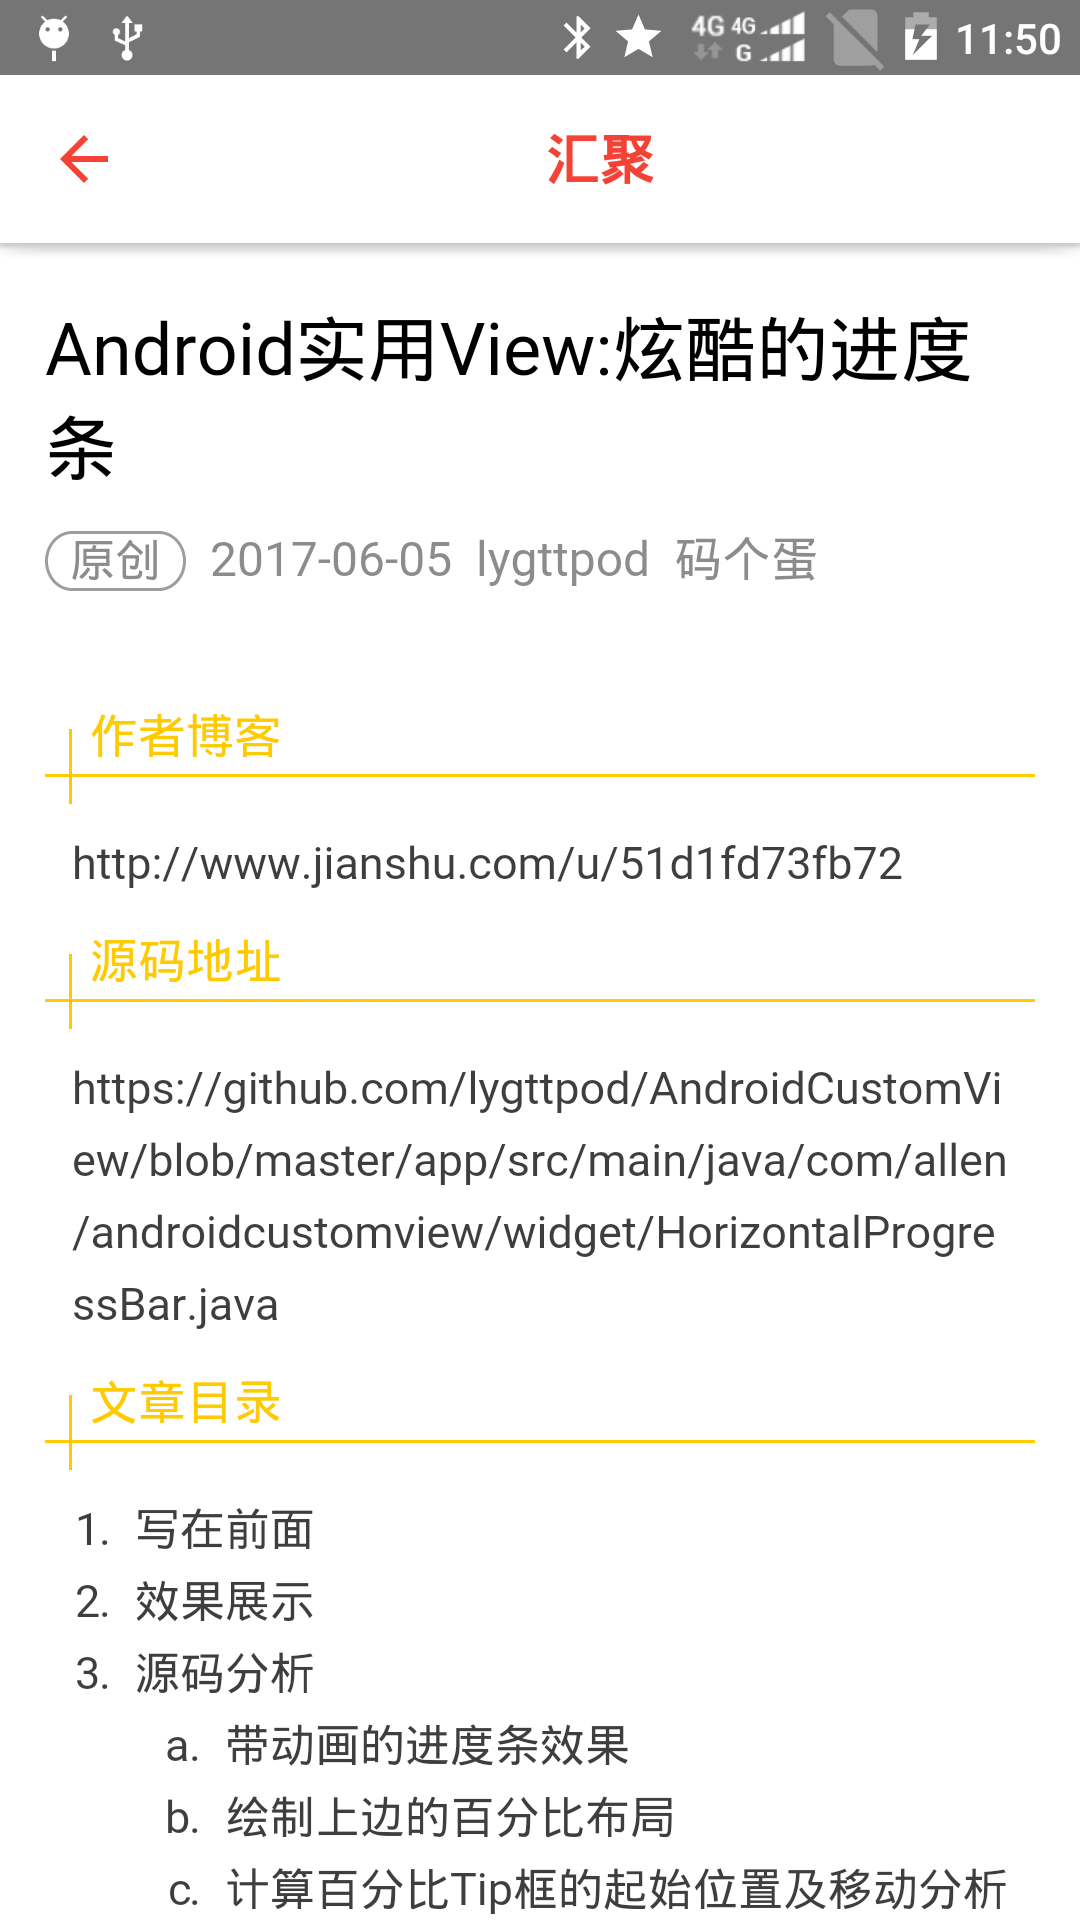 4G 4G G 11:50
汇聚
Android实用View:炫酷的进度
条
原创 2017-06-05 lygttpod 码个蛋
作者博客
http://www.jianshu.com/u/51d1fd73fb72
源码地址
https://github.com/lygttpod/AndroidCustomVi
ew/blob/master/app/src/main/java/com/allen
/androidcustomview/widget/HorizontalProgre
ssBar.java
文章目录
1. 写在前面
2. 效果展示
3. 源码分析
a. 带动画的进度条效果
b. 绘制上边的百分比布局
c. 计算百分比Tip框的起始位置及移动分析